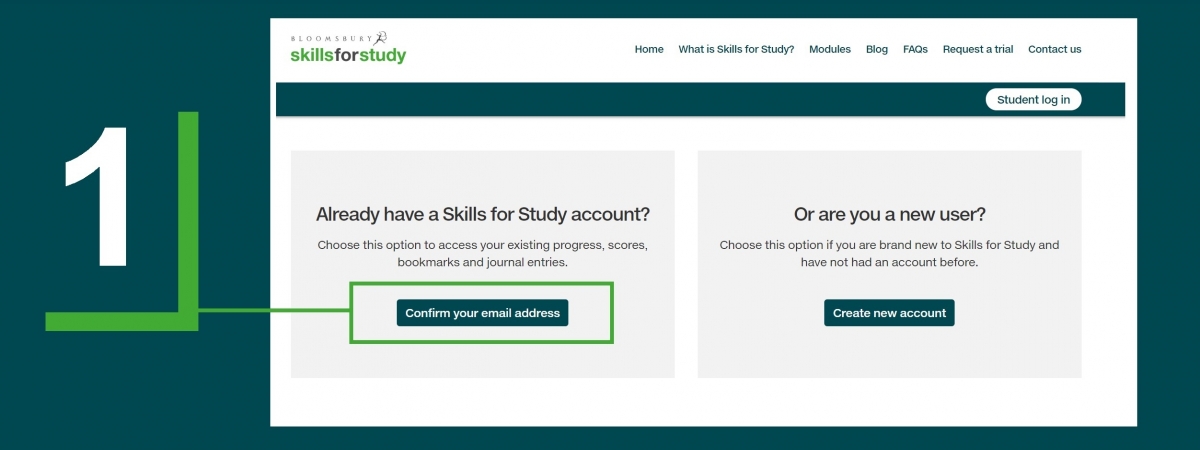 1
BLOOMSBURY
skillsforstudy
Home What is Skills for Study? Modules Blog FAQs Request a trial Contact us
Student log in
Already have a Skills for Study account?
Choose this option to access your existing progress, scores,
bookmarks and journal entries.
Confirm your email address
Or are you a new user?
Choose this option if you are brand new to Skills for Study and
have not had an account before.
Create new account